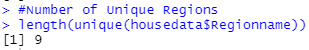 > #Number of Unique Regions
> length(unique(housedata$Regionname))
[1] 9